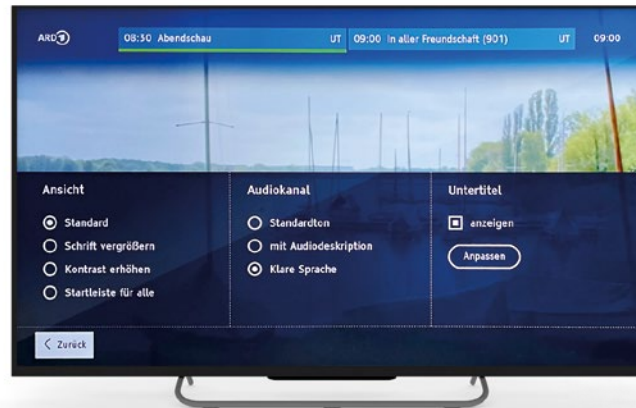 ARD 1
08:30 Abendschau UT
09:00 In aller Freundschaft (901) UT
09:00
Ansicht
Standard
Schrift vergrößern
Kontrast erhöhen
Startleiste für alle
Audiokanal
Standardton
mit Audiodeskription
Klare Sprache
Untertitel
anzeigen
Anpassen
< Zurück